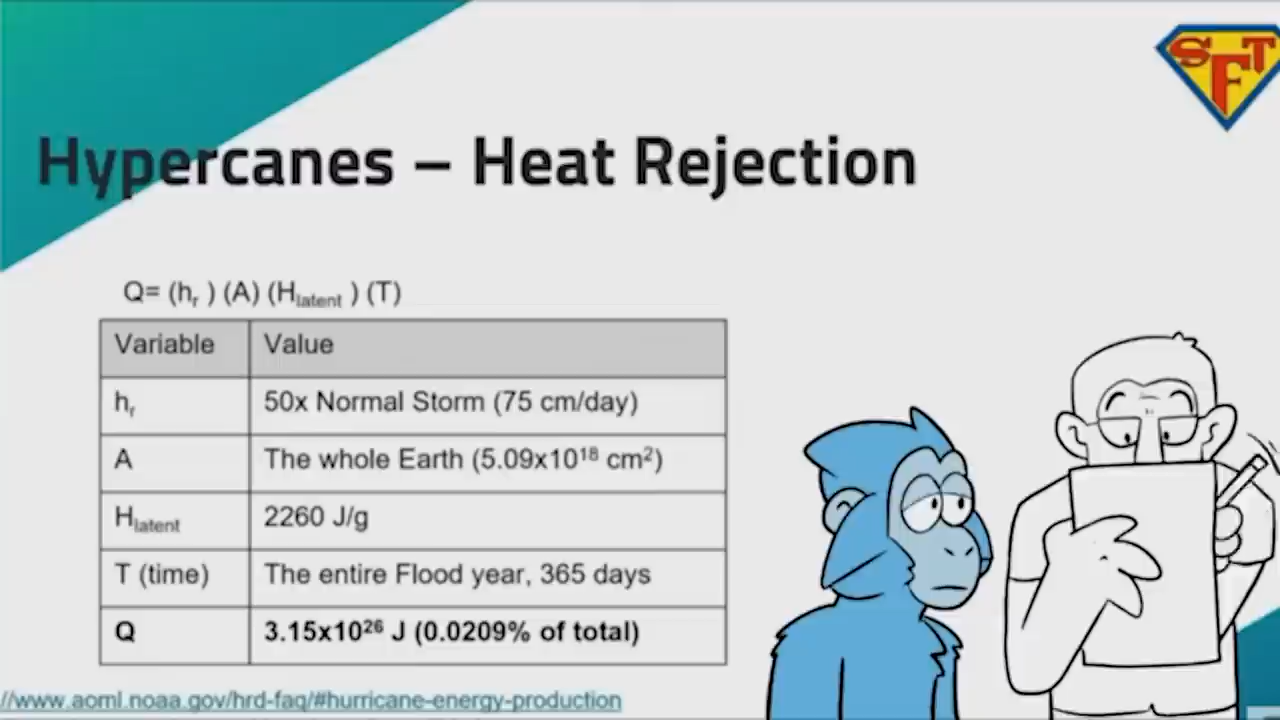 SFT
Hypercanes – Heat Rejection
Q= (hr ) (A) (Hlatent ) (T)
Variable Value
hr 50x Normal Storm (75 cm/day)
A The whole Earth (5.09x10¹⁸ cm²)
Hlatent 2260 J/g
T (time) The entire Flood year, 365 days
Q 3.15x10²⁶ J (0.0209% of total)
//www.aoml.noaa.gov/hrd-faq/#hurricane-energy-production